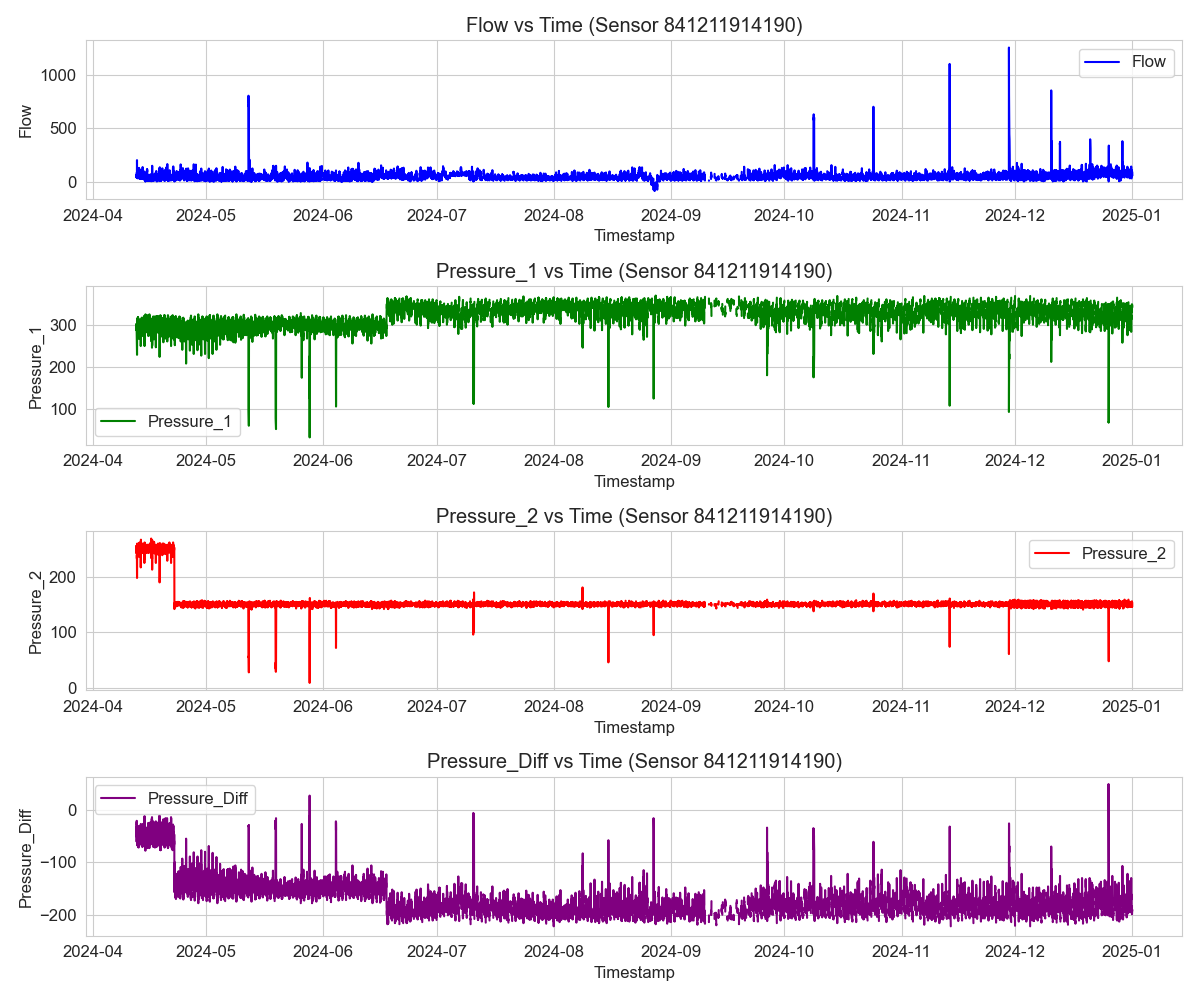 Flow vs Time (Sensor 841211914190)
Flow
1000
500
0
Flow
2024-04 2024-05 2024-06 2024-07 2024-08 2024-09 2024-10 2024-11 2024-12 2025-01
Timestamp
Pressure_1 vs Time (Sensor 841211914190)
300
200
100
Pressure_1
Pressure_1
2024-04 2024-05 2024-06 2024-07 2024-08 2024-09 2024-10 2024-11 2024-12 2025-01
Timestamp
Pressure_2 vs Time (Sensor 841211914190)
Pressure_2
200
100
0
Pressure_2
2024-04 2024-05 2024-06 2024-07 2024-08 2024-09 2024-10 2024-11 2024-12 2025-01
Timestamp
Pressure_Diff vs Time (Sensor 841211914190)
Pressure_Diff
0
−100
−200
Pressure_Diff
2024-04 2024-05 2024-06 2024-07 2024-08 2024-09 2024-10 2024-11 2024-12 2025-01
Timestamp